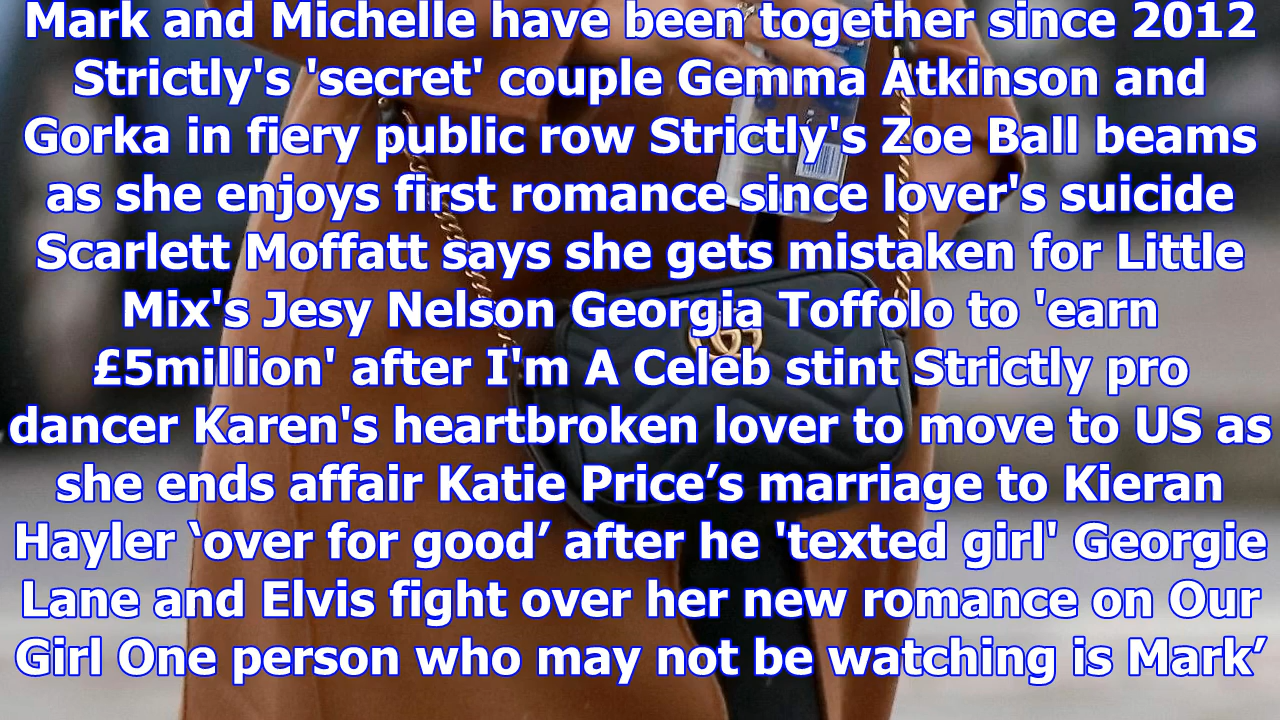 Mark and Michelle have been together since 2012
Strictly's 'secret' couple Gemma Atkinson and
Gorka in fiery public row Strictly's Zoe Ball beams
as she enjoys first romance since lover's suicide
Scarlett Moffatt says she gets mistaken for Little
Mix's Jesy Nelson Georgia Toffolo to 'earn
£5million' after I'm A Celeb stint Strictly pro
dancer Karen's heartbroken lover to move to US as
she ends affair Katie Price’s marriage to Kieran
Hayler ‘over for good’ after he 'texted girl' Georgie
Lane and Elvis fight over her new romance on Our
Girl One person who may not be watching is Mark’